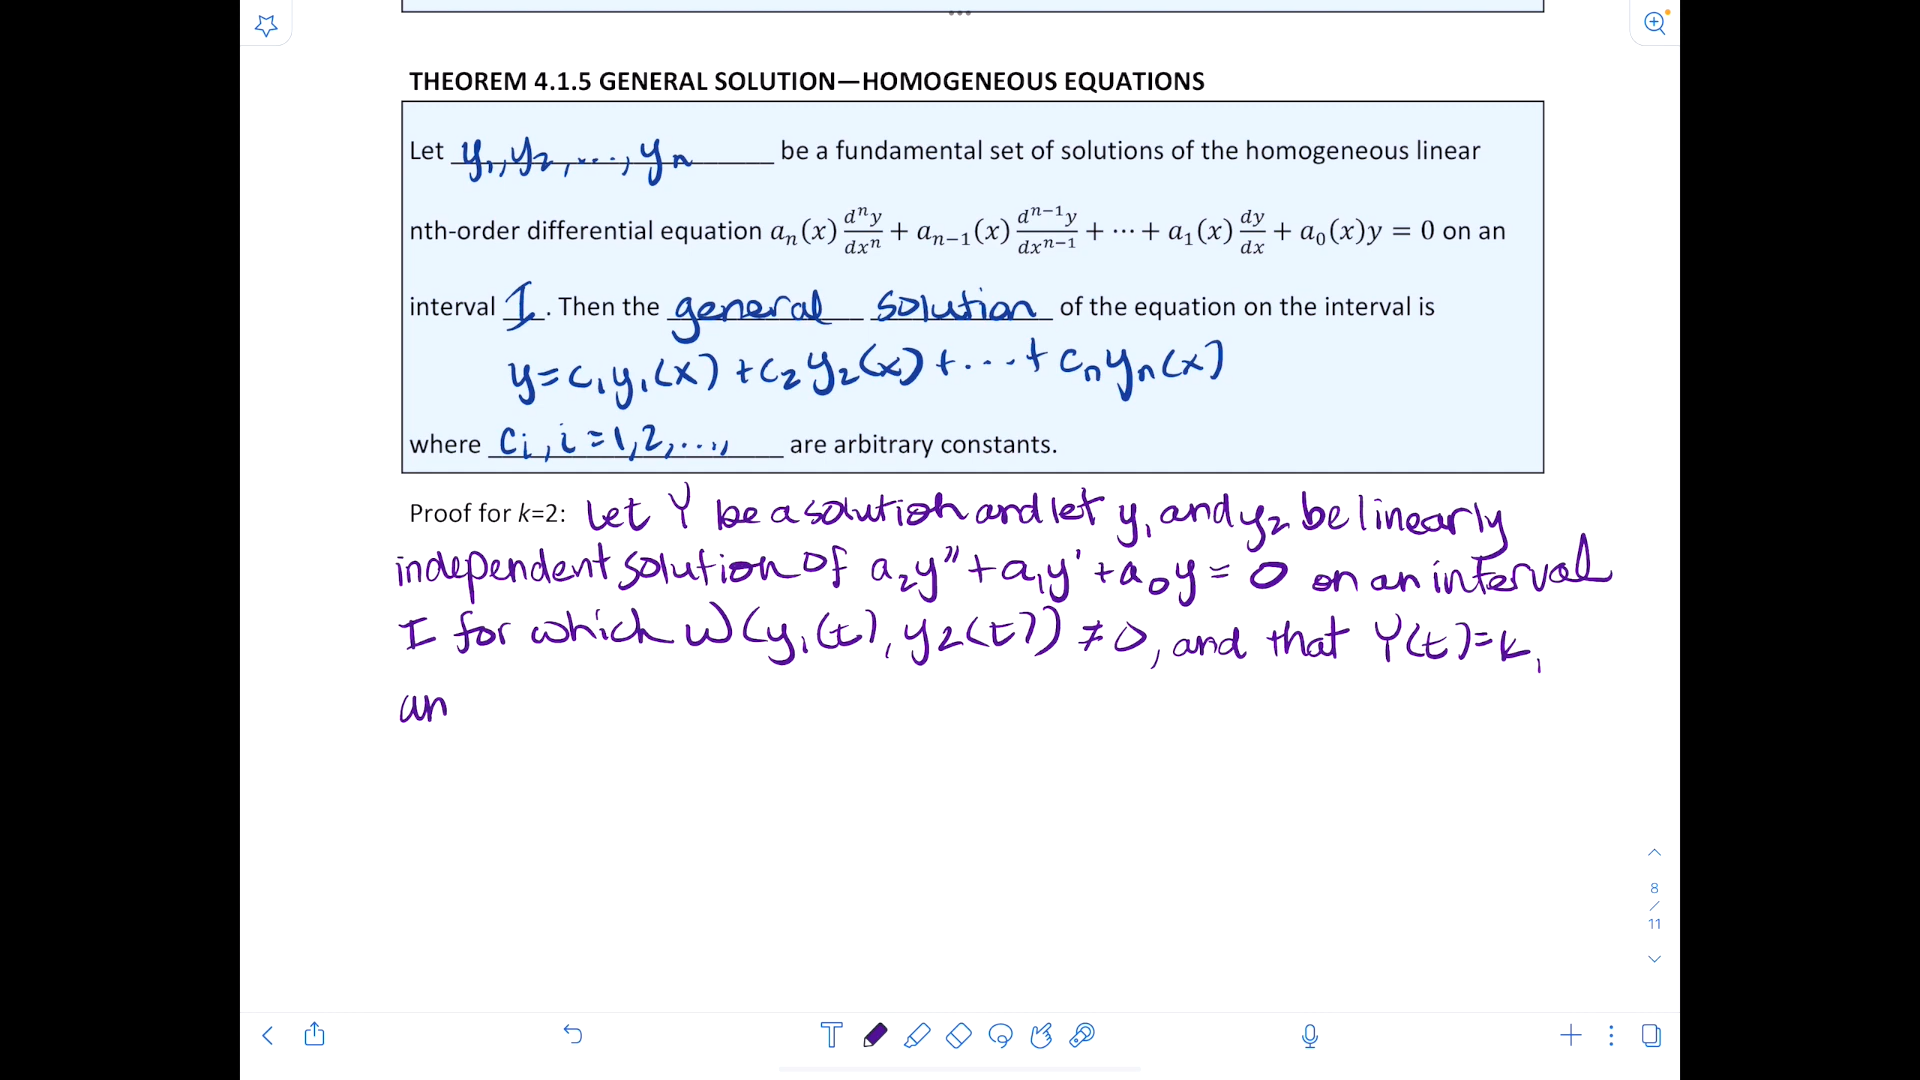 THEOREM 4.1.5 GENERAL SOLUTION—HOMOGENEOUS EQUATIONS
Let y₁, y₂, ..., yₙ be a fundamental set of solutions of the homogeneous linear
nth-order differential equation aₙ(x) dⁿy/dxⁿ + aₙ₋₁(x) dⁿ⁻¹y/dxⁿ⁻¹ + ⋯ + a₁(x) dy/dx + a₀(x)y = 0 on an
interval I. Then the general solution of the equation on the interval is
y = c₁y₁(x) + c₂y₂(x) + ... + cₙyₙ(x)
where cᵢ, i = 1, 2, ..., are arbitrary constants.
Proof for k=2: Let Y be a solution and let y₁ and y₂ be linearly
independent solution of a₂y″ + a₁y′ + a₀y = 0 on an interval
I for which W(y₁(t), y₂(t)) ≠ 0, and that Y(t) = k₁
an
8
/
11
T